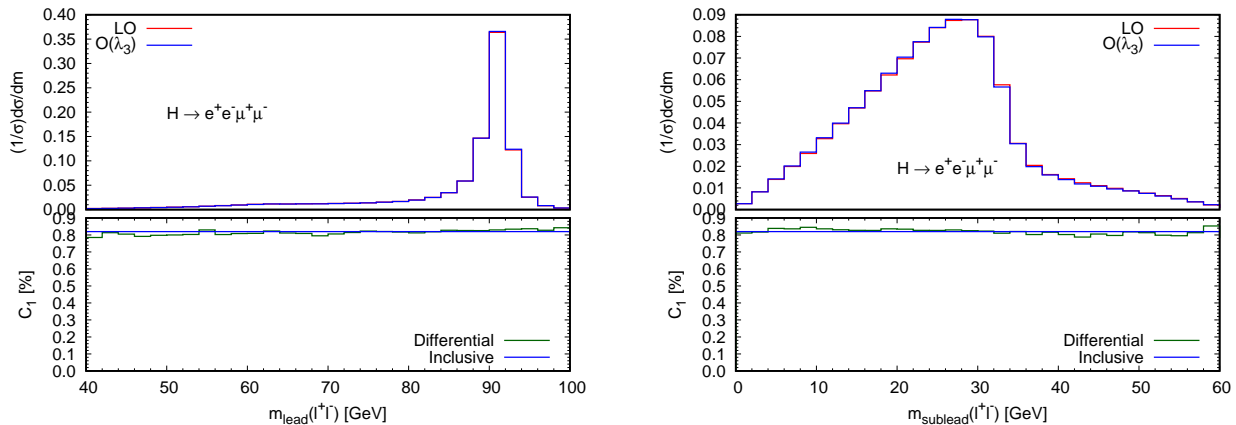 (1/σ)dσ/dm
0.40
0.35
0.30
0.25
0.20
0.15
0.10
0.05
0.00
LO
O(λ₃)
H → e⁺e⁻μ⁺μ⁻
C₁ [%]
0.9
0.8
0.7
0.6
0.5
0.4
0.3
0.2
0.1
0.0
Differential
Inclusive
40 50 60 70 80 90 100
m_lead(l⁺l⁻) [GeV]
(1/σ)dσ/dm
0.09
0.08
0.07
0.06
0.05
0.04
0.03
0.02
0.01
0.00
LO
O(λ₃)
H → e⁺e⁻μ⁺μ⁻
C₁ [%]
0.9
0.8
0.7
0.6
0.5
0.4
0.3
0.2
0.1
0.0
Differential
Inclusive
0 10 20 30 40 50 60
m_sublead(l⁺l⁻) [GeV]